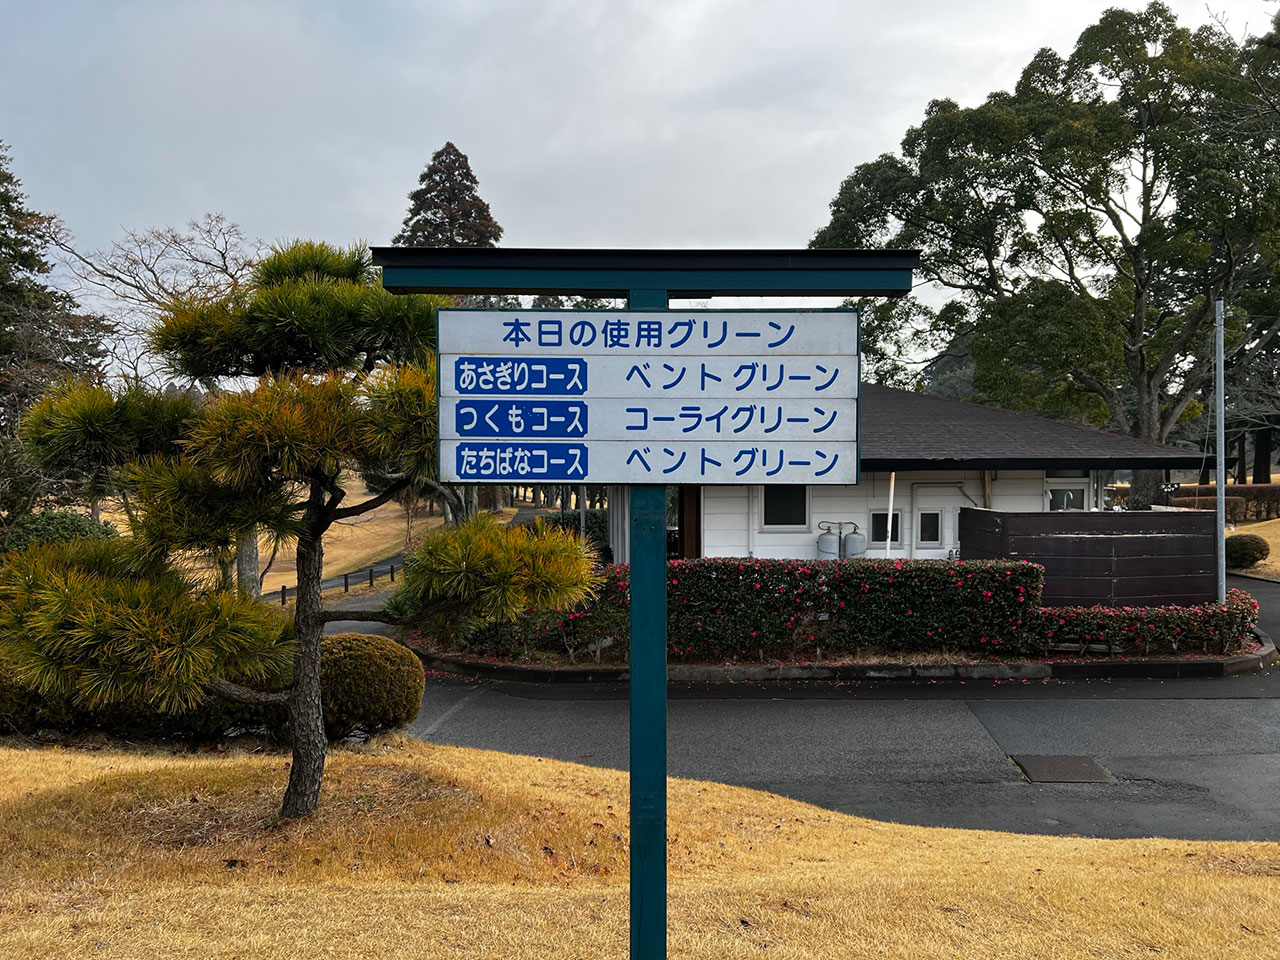 本日の使用グリーン
あさぎりコース ベントグリーン
つくもコース コーライグリーン
たちばなコース ベントグリーン